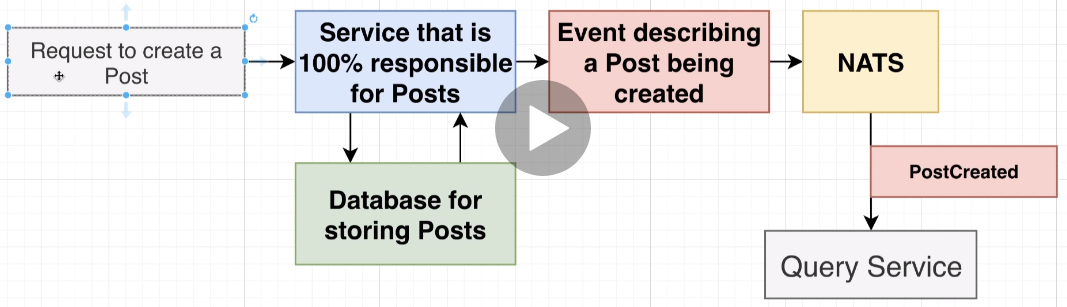 Request to create a
Post
Service that is
100% responsible
for Posts
Event describing
a Post being
created
NATS
Database for
storing Posts
PostCreated
Query Service